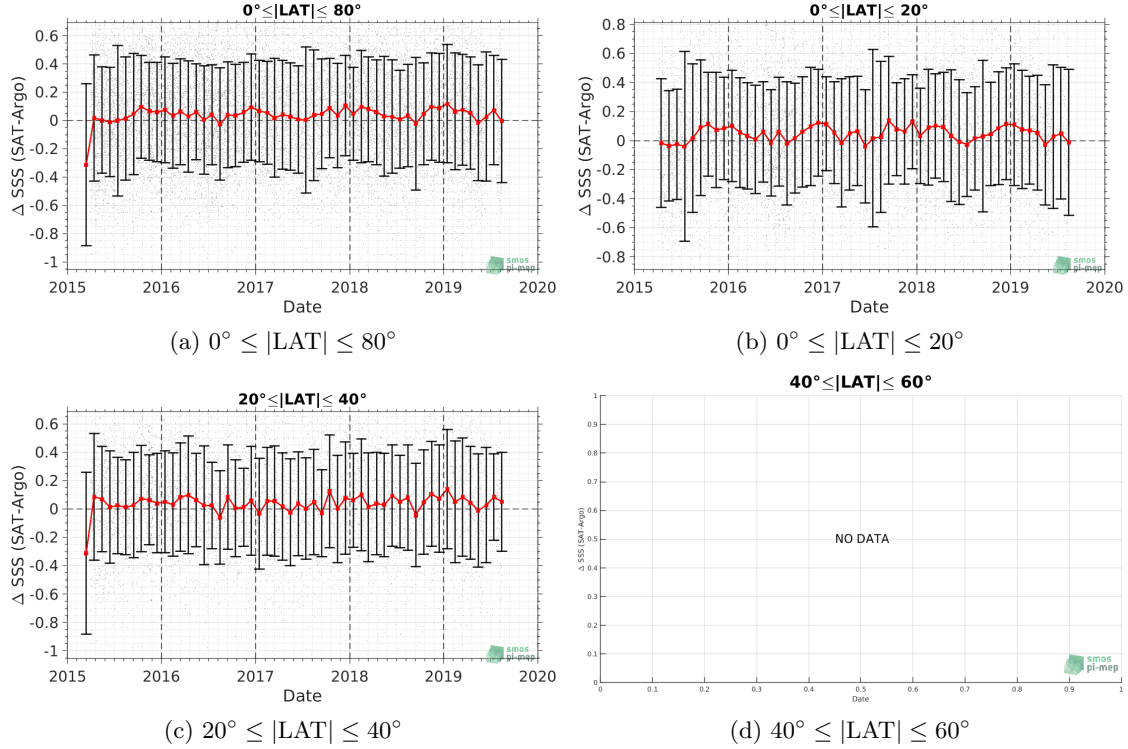 0°≤|LAT|≤ 80°
Δ SSS (SAT-Argo)
0.6
0.4
0.2
0
-0.2
-0.4
-0.6
-0.8
-1
2015 2016 2017 2018 2019 2020
Date
smos
pi-mep
(a) 0° ≤ |LAT| ≤ 80°
0°≤|LAT|≤ 20°
Δ SSS (SAT-Argo)
0.8
0.6
0.4
0.2
0
-0.2
-0.4
-0.6
-0.8
2015 2016 2017 2018 2019 2020
Date
smos
pi-mep
(b) 0° ≤ |LAT| ≤ 20°
20°≤|LAT|≤ 40°
Δ SSS (SAT-Argo)
0.6
0.4
0.2
0
-0.2
-0.4
-0.6
-0.8
-1
2015 2016 2017 2018 2019 2020
Date
smos
pi-mep
(c) 20° ≤ |LAT| ≤ 40°
40°≤|LAT|≤ 60°
Δ SSS (SAT-Argo)
1
0.9
0.8
0.7
0.6
0.5
0.4
0.3
0.2
0.1
0
NO DATA
0 0.1 0.2 0.3 0.4 0.5 0.6 0.7 0.8 0.9 1
Date
smos
pi-mep
(d) 40° ≤ |LAT| ≤ 60°